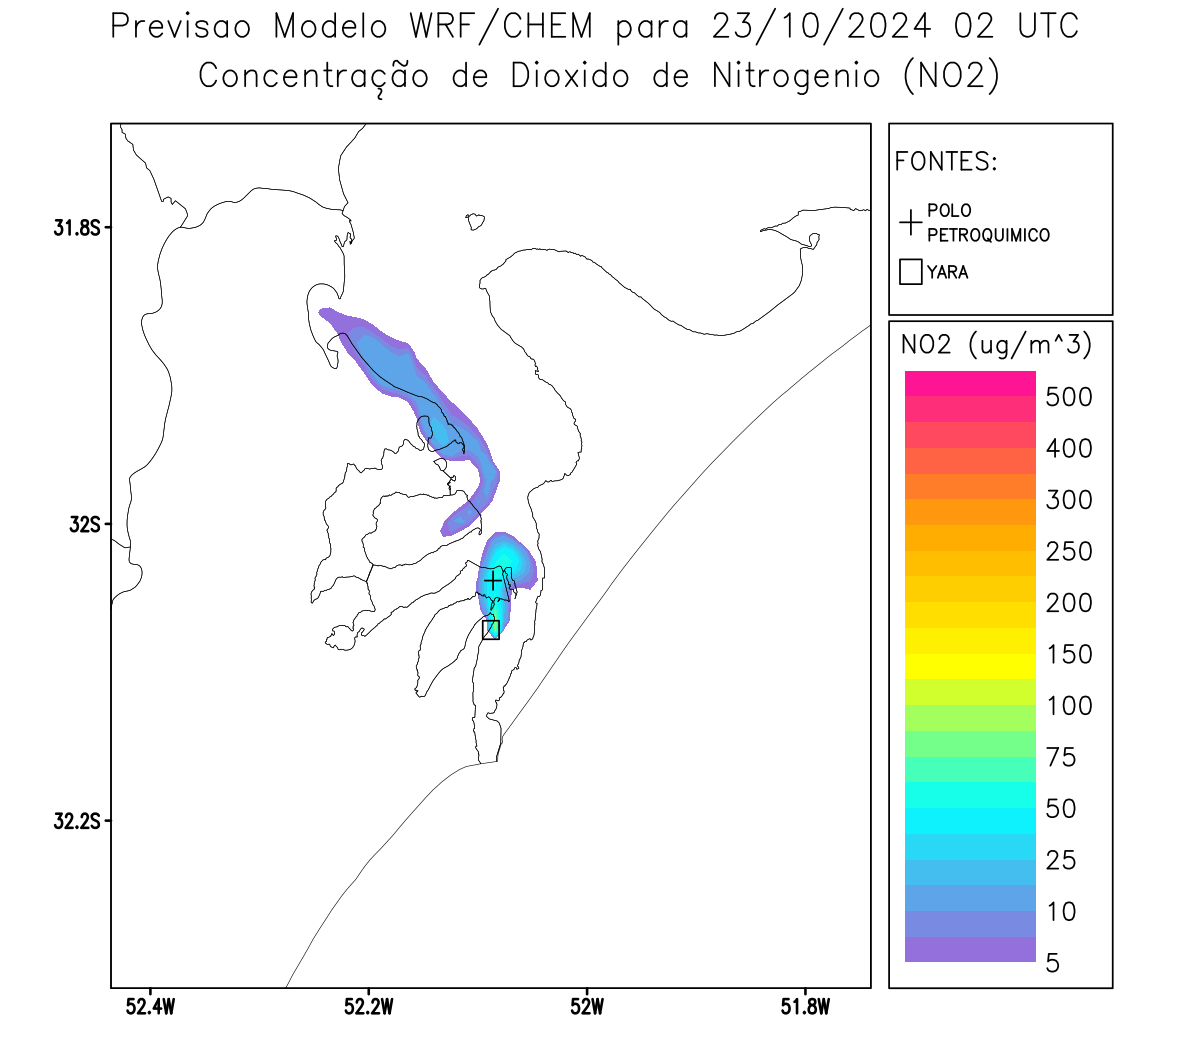 Previsao Modelo WRF/CHEM para 23/10/2024 02 UTC
Concentração de Dioxido de Nitrogenio (NO2)
FONTES:
POLO
PETROQUIMICO
YARA
NO2 (ug/m^3)
500
400
300
250
200
150
100
75
50
25
10
5
31.8S
32S
32.2S
52.4W
52.2W
52W
51.8W